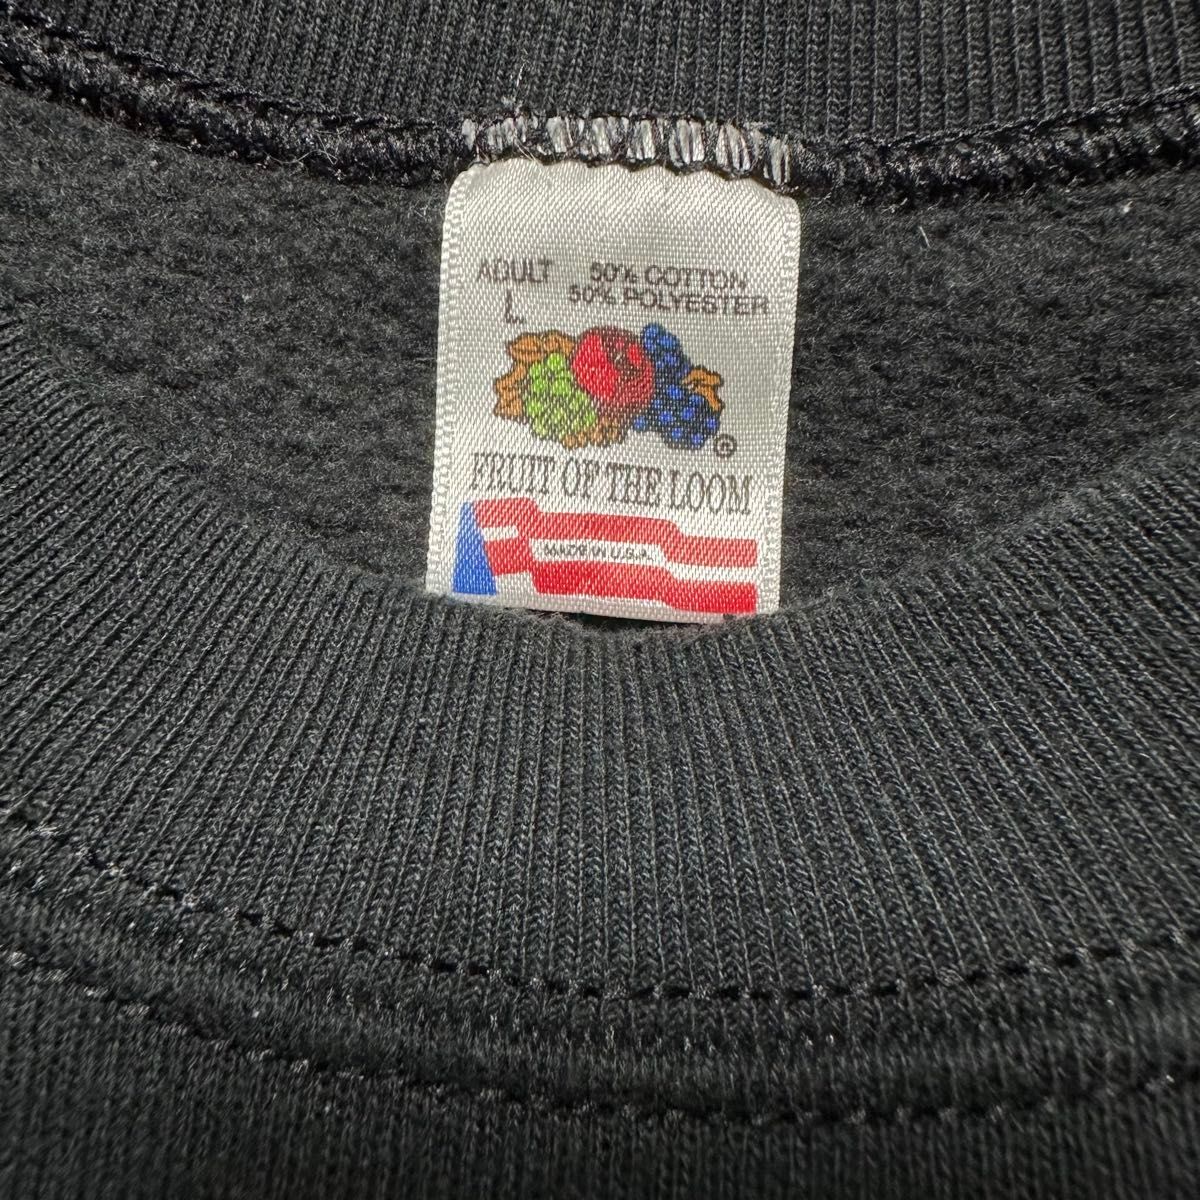 ADULT 50% COTTON
L 50% POLYESTER
®
FRUIT OF THE LOOM
MADE IN U.S.A.